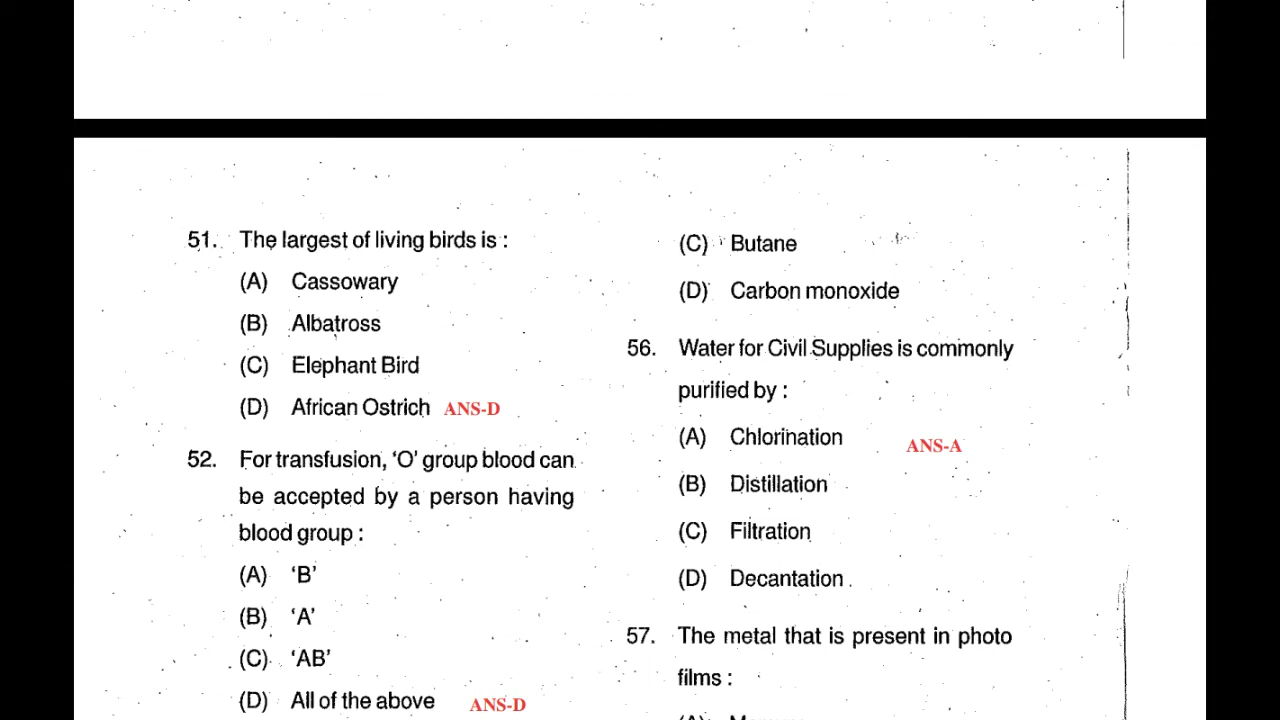 51. The largest of living birds is :
(A) Cassowary
(B) Albatross
(C) Elephant Bird
(D) African Ostrich ANS-D
52. For transfusion, 'O' group blood can
be accepted by a person having
blood group :
(A) 'B'
(B) 'A'
(C) 'AB'
(D) All of the above ANS-D
(C) Butane
(D) Carbon monoxide
56. Water for Civil Supplies is commonly
purified by :
(A) Chlorination ANS-A
(B) Distillation
(C) Filtration
(D) Decantation
57. The metal that is present in photo
films :